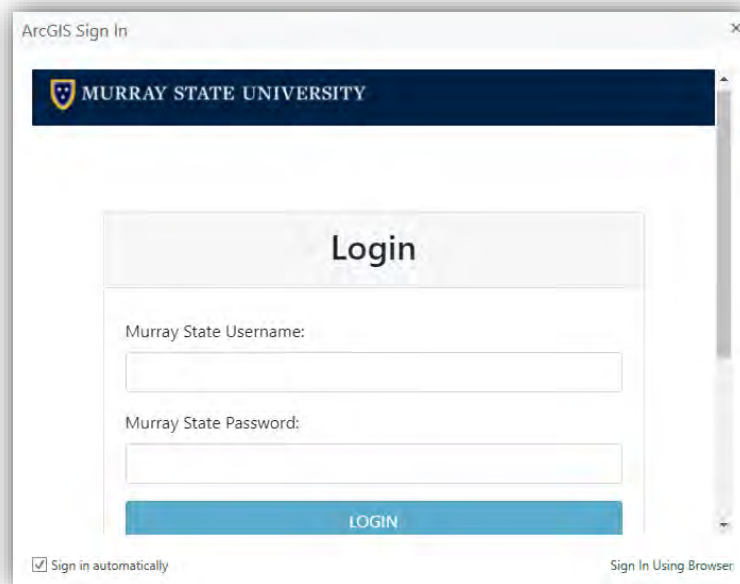 ArcGIS Sign In
MURRAY STATE UNIVERSITY
Login
Murray State Username:
Murray State Password:
LOGIN
Sign in automatically
Sign In Using Browser